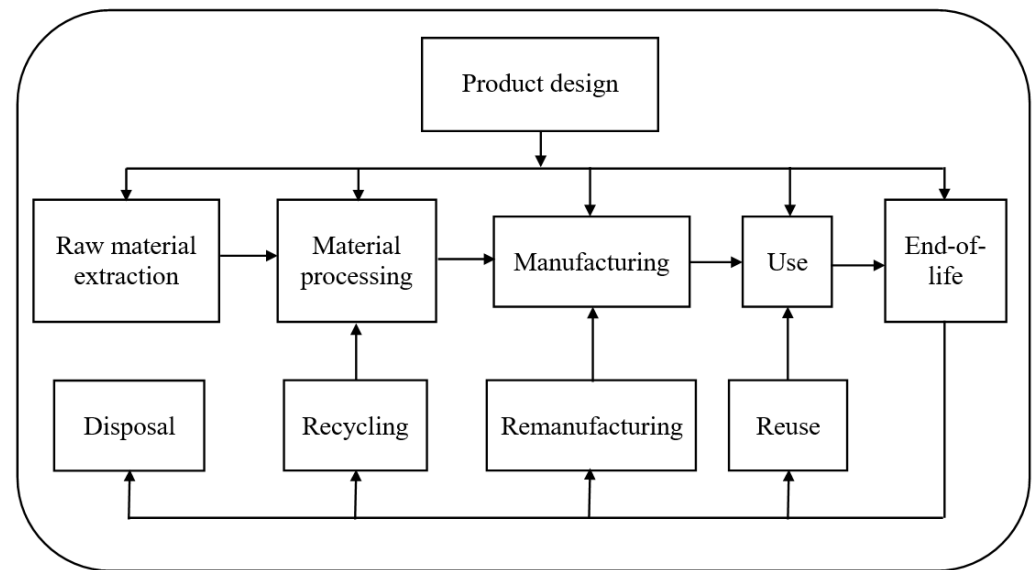 Product design
Raw material
extraction
Material
processing
Manufacturing
Use
End-of-
life
Disposal
Recycling
Remanufacturing
Reuse